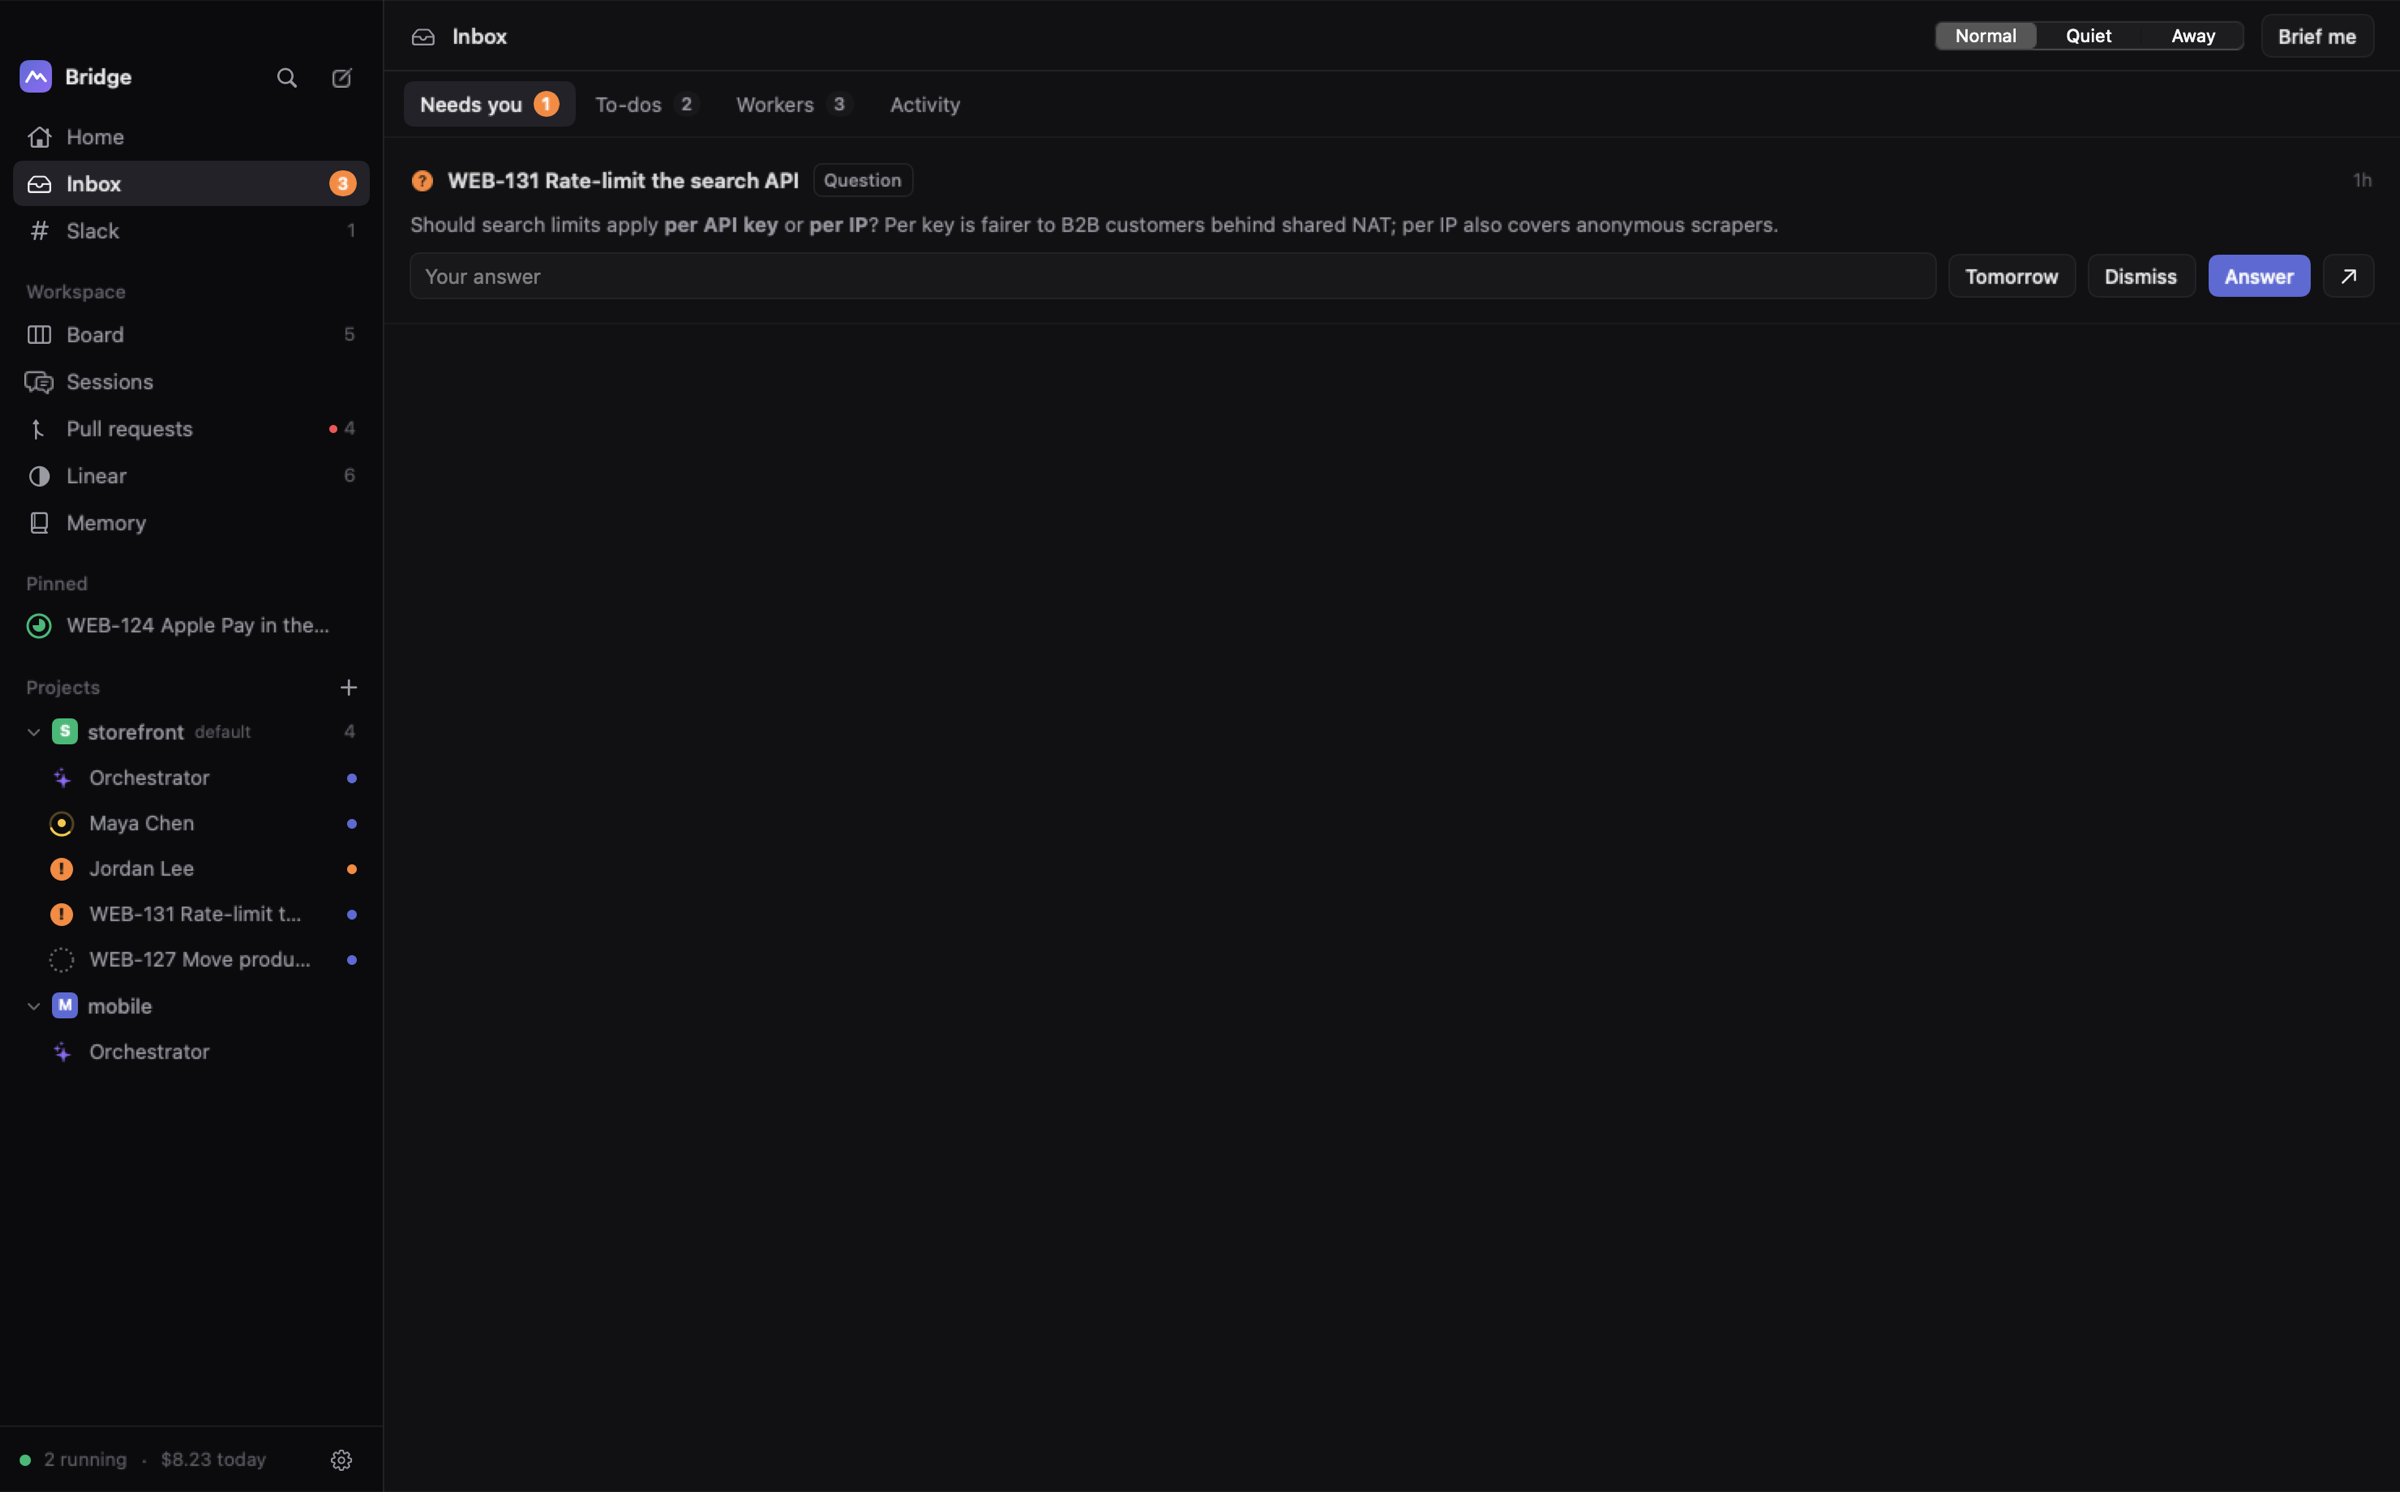 Bridge
Home
Inbox 3
Slack 1
Workspace
Board 5
Sessions
Pull requests 4
Linear 6
Memory
Pinned
WEB-124 Apple Pay in the...
Projects
S storefront default 4
Orchestrator
Maya Chen
! Jordan Lee
! WEB-131 Rate-limit t...
WEB-127 Move produ...
M mobile
Orchestrator
2 running · $8.23 today
Inbox
Normal Quiet Away Brief me
Needs you 1 To-dos 2 Workers 3 Activity
? WEB-131 Rate-limit the search API Question 1h
Should search limits apply per API key or per IP? Per key is fairer to B2B customers behind shared NAT; per IP also covers anonymous scrapers.
Your answer Tomorrow Dismiss Answer